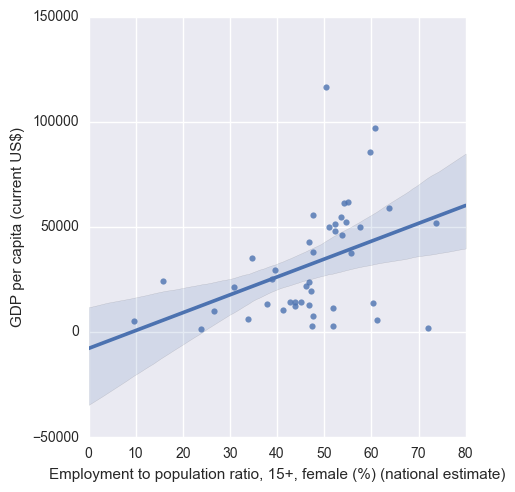 150000
100000
50000
0
−50000
GDP per capita (current US$)
0 10 20 30 40 50 60 70 80
Employment to population ratio, 15+, female (%) (national estimate)